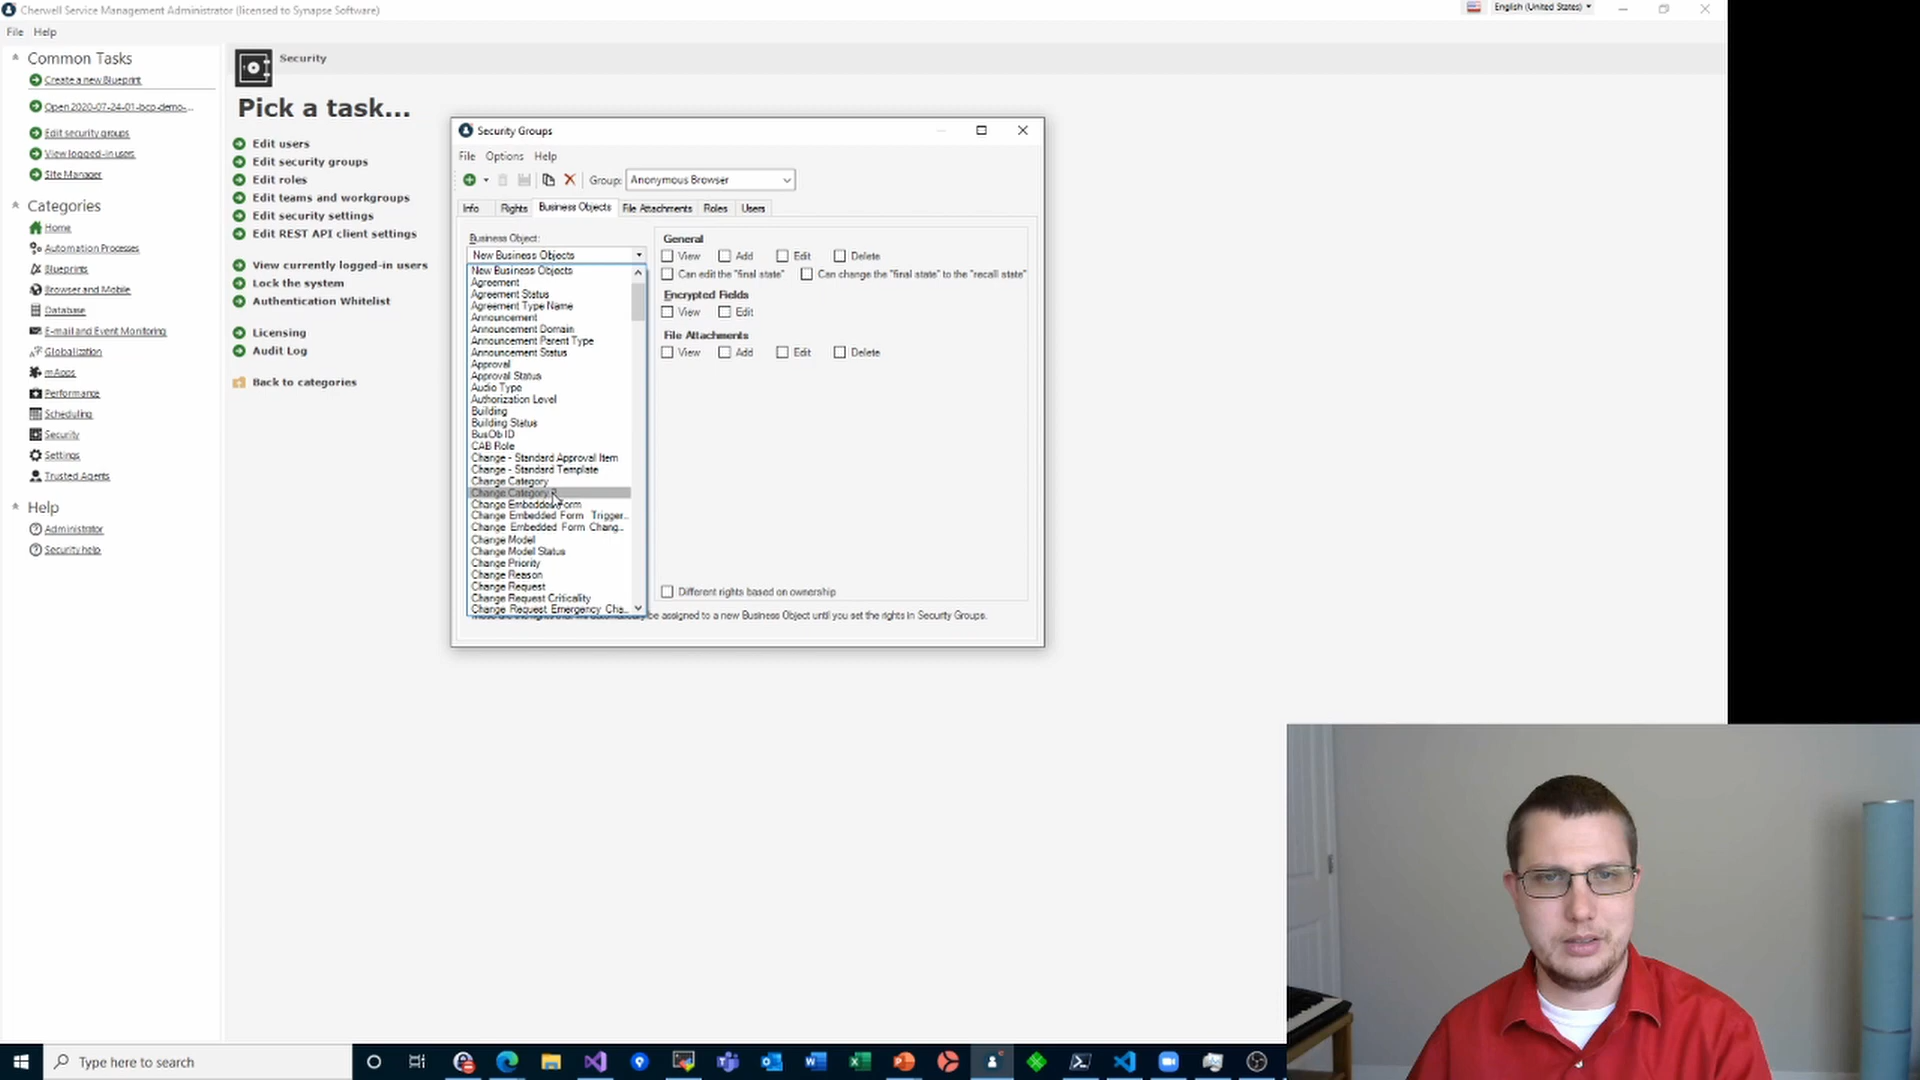 Cherwell Service Management Administrator (licensed to Synapse Software)
English (United States)
File Help
Common Tasks
Create a new Blueprint
Open 2020-07-24-01-bcp-demo-...
Edit security groups
View logged-in users
Site Manager
Categories
Home
Automation Processes
Blueprints
Browser and Mobile
Database
E-mail and Event Monitoring
Globalization
mApps
Performance
Scheduling
Security
Settings
Trusted Agents
Help
Administrator
Security help
Security
Pick a task...
Edit users
Edit security groups
Edit roles
Edit teams and workgroups
Edit security settings
Edit REST API client settings
View currently logged-in users
Lock the system
Authentication Whitelist
Licensing
Audit Log
Back to categories
Security Groups
File Options Help
Group: Anonymous Browser
Info Rights Business Objects File Attachments Roles Users
Business Object:
New Business Objects
New Business Objects
Agreement
Agreement Status
Agreement Type Name
Announcement
Announcement Domain
Announcement Parent Type
Announcement Status
Approval
Approval Status
Audio Type
Authorization Level
Building
Building Status
BusOb ID
CAB Role
Change - Standard Approval Item
Change - Standard Template
Change Category
Change Category
Change Embedded Form
Change Embedded Form Trigger...
Change Embedded Form Chang...
Change Model
Change Model Status
Change Priority
Change Reason
Change Request
Change Request Criticality
Change Request Emergency Cha...
General
View Add Edit Delete
Can edit the "final state" Can change the "final state" to the "recall state"
Encrypted Fields
View Edit
File Attachments
View Add Edit Delete
Different rights based on ownership
be assigned to a new Business Object until you set the rights in Security Groups.
Type here to search